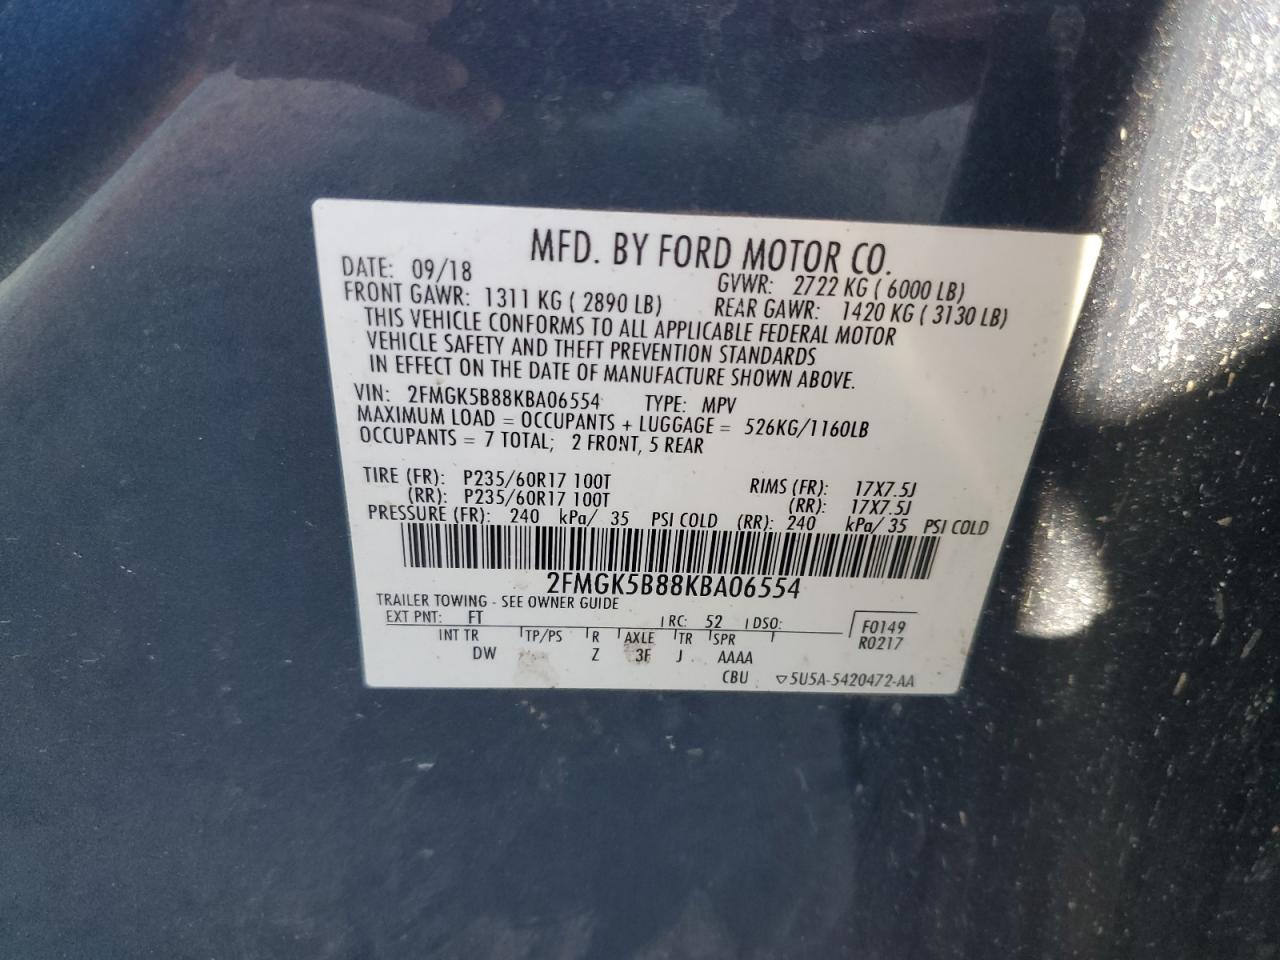 MFD. BY FORD MOTOR CO.
DATE: 09/18 GVWR: 2722 KG ( 6000 LB)
FRONT GAWR: 1311 KG ( 2890 LB) REAR GAWR: 1420 KG ( 3130 LB)
THIS VEHICLE CONFORMS TO ALL APPLICABLE FEDERAL MOTOR
VEHICLE SAFETY AND THEFT PREVENTION STANDARDS
IN EFFECT ON THE DATE OF MANUFACTURE SHOWN ABOVE.
VIN: 2FMGK5B88KBA06554 TYPE: MPV
MAXIMUM LOAD = OCCUPANTS + LUGGAGE = 526KG/1160LB
OCCUPANTS = 7 TOTAL; 2 FRONT, 5 REAR
TIRE (FR): P235/60R17 100T RIMS (FR): 17X7.5J
(RR): P235/60R17 100T (RR): 17X7.5J
PRESSURE (FR): 240 kPa/ 35 PSI COLD (RR): 240 kPa/ 35 PSI COLD
2FMGK5B88KBA06554
TRAILER TOWING - SEE OWNER GUIDE
EXT PNT: FT RC: 52 DSO: F0149
INT TR TP/PS R AXLE TR SPR R0217
DW Z 3F J AAAA
CBU ▽5U5A-5420472-AA